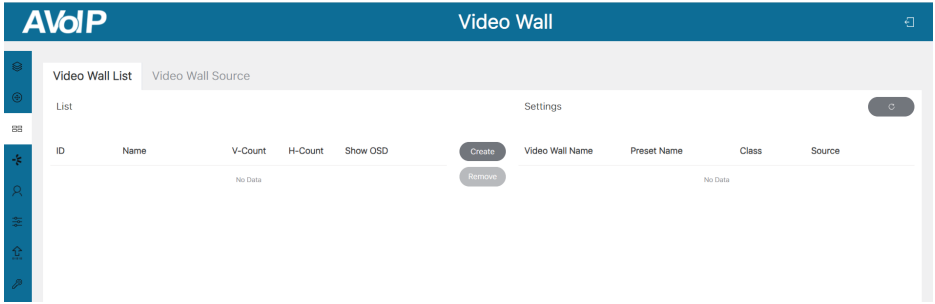 AVoIP
Video Wall
Video Wall List Video Wall Source
List
Settings
ID Name V-Count H-Count Show OSD
Create
Video Wall Name Preset Name Class Source
No Data
Remove
No Data